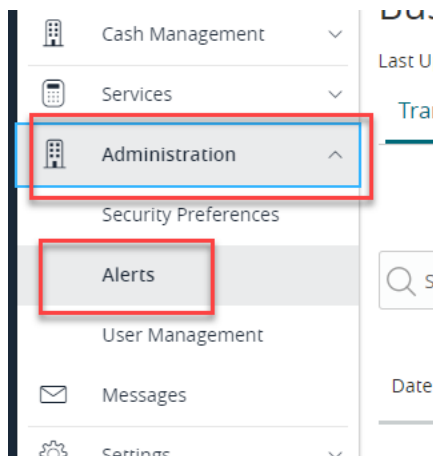 Cash Management
Last U
Services
Tra
Administration
Security Preferences
Alerts
S
User Management
Messages
Date
Settings